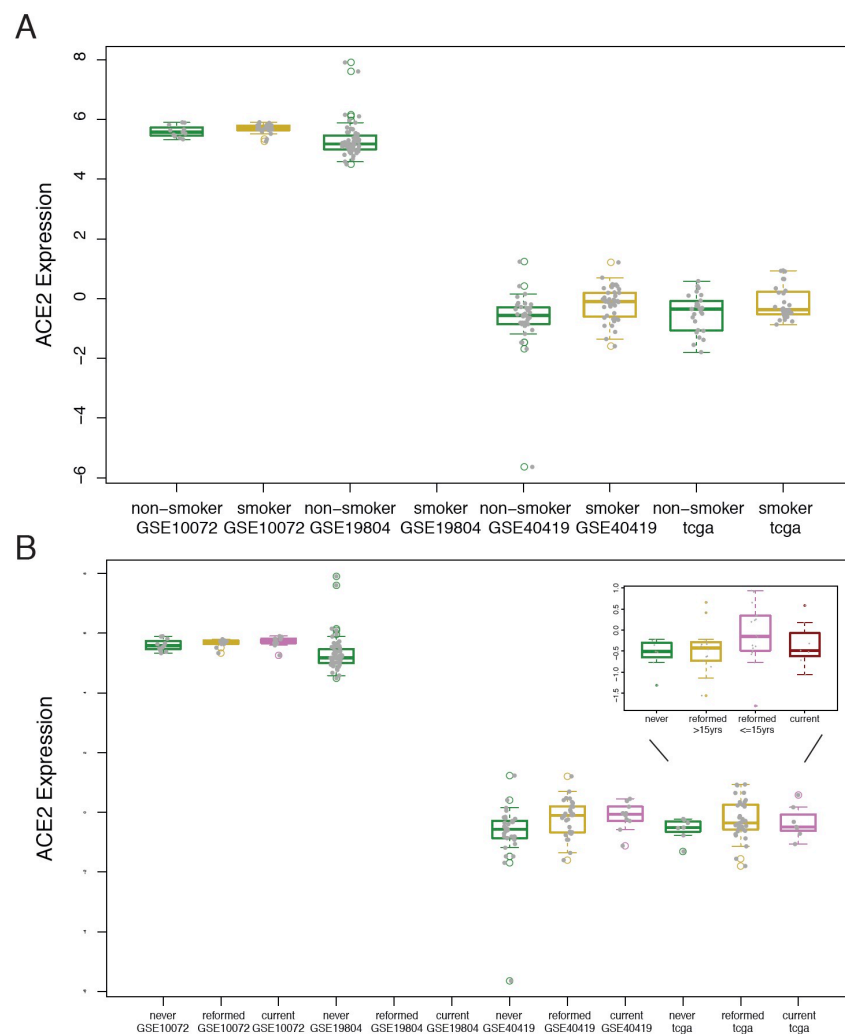 A
8
6
4
2
0
−2
−4
−6
ACE2 Expression
non−smoker smoker non−smoker smoker non−smoker smoker non−smoker smoker
GSE10072 GSE10072 GSE19804 GSE19804 GSE40419 GSE40419 tcga tcga
B
ACE2 Expression
1.0
0.5
0.0
−0.5
−1.0
−1.5
never reformed reformed current
>15yrs <=15yrs
never reformed current never reformed current never reformed current never reformed current
GSE10072 GSE10072 GSE10072 GSE19804 GSE19804 GSE19804 GSE40419 GSE40419 GSE40419 tcga tcga tcga